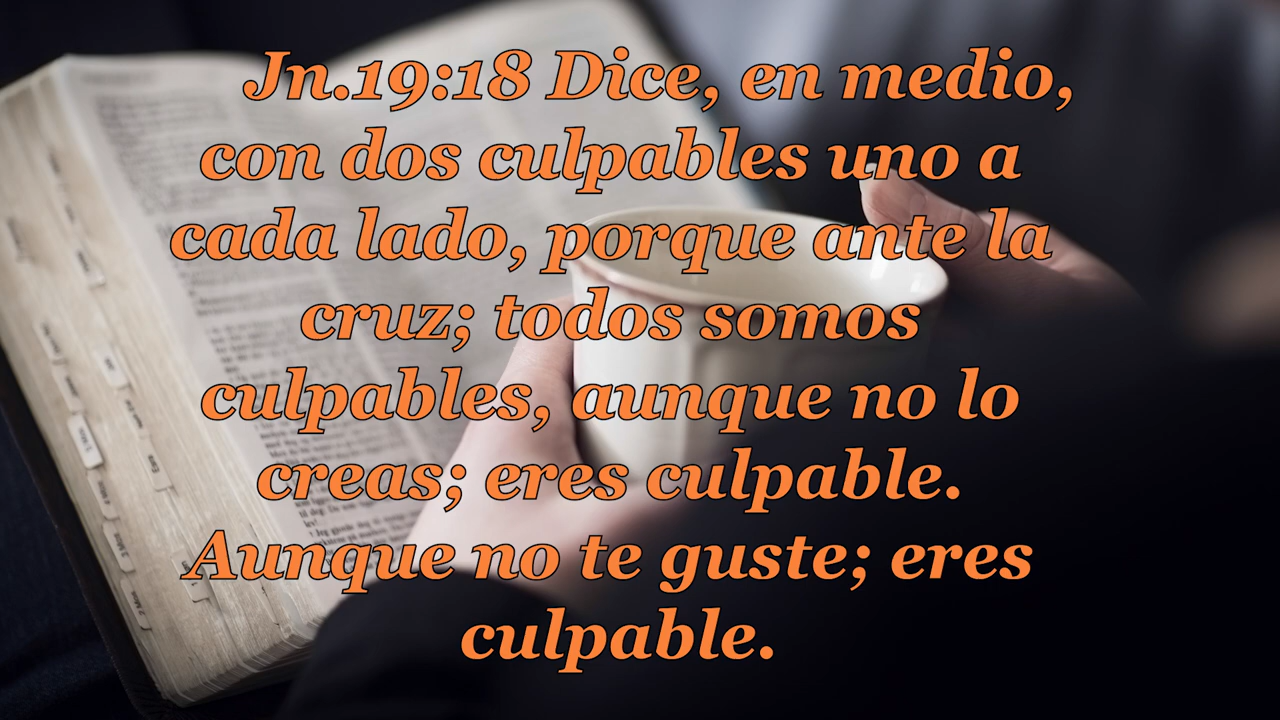 Jn.19:18 Dice, en medio,
con dos culpables uno a
cada lado, porque ante la
cruz; todos somos
culpables, aunque no lo
creas; eres culpable.
Aunque no te guste; eres
culpable.